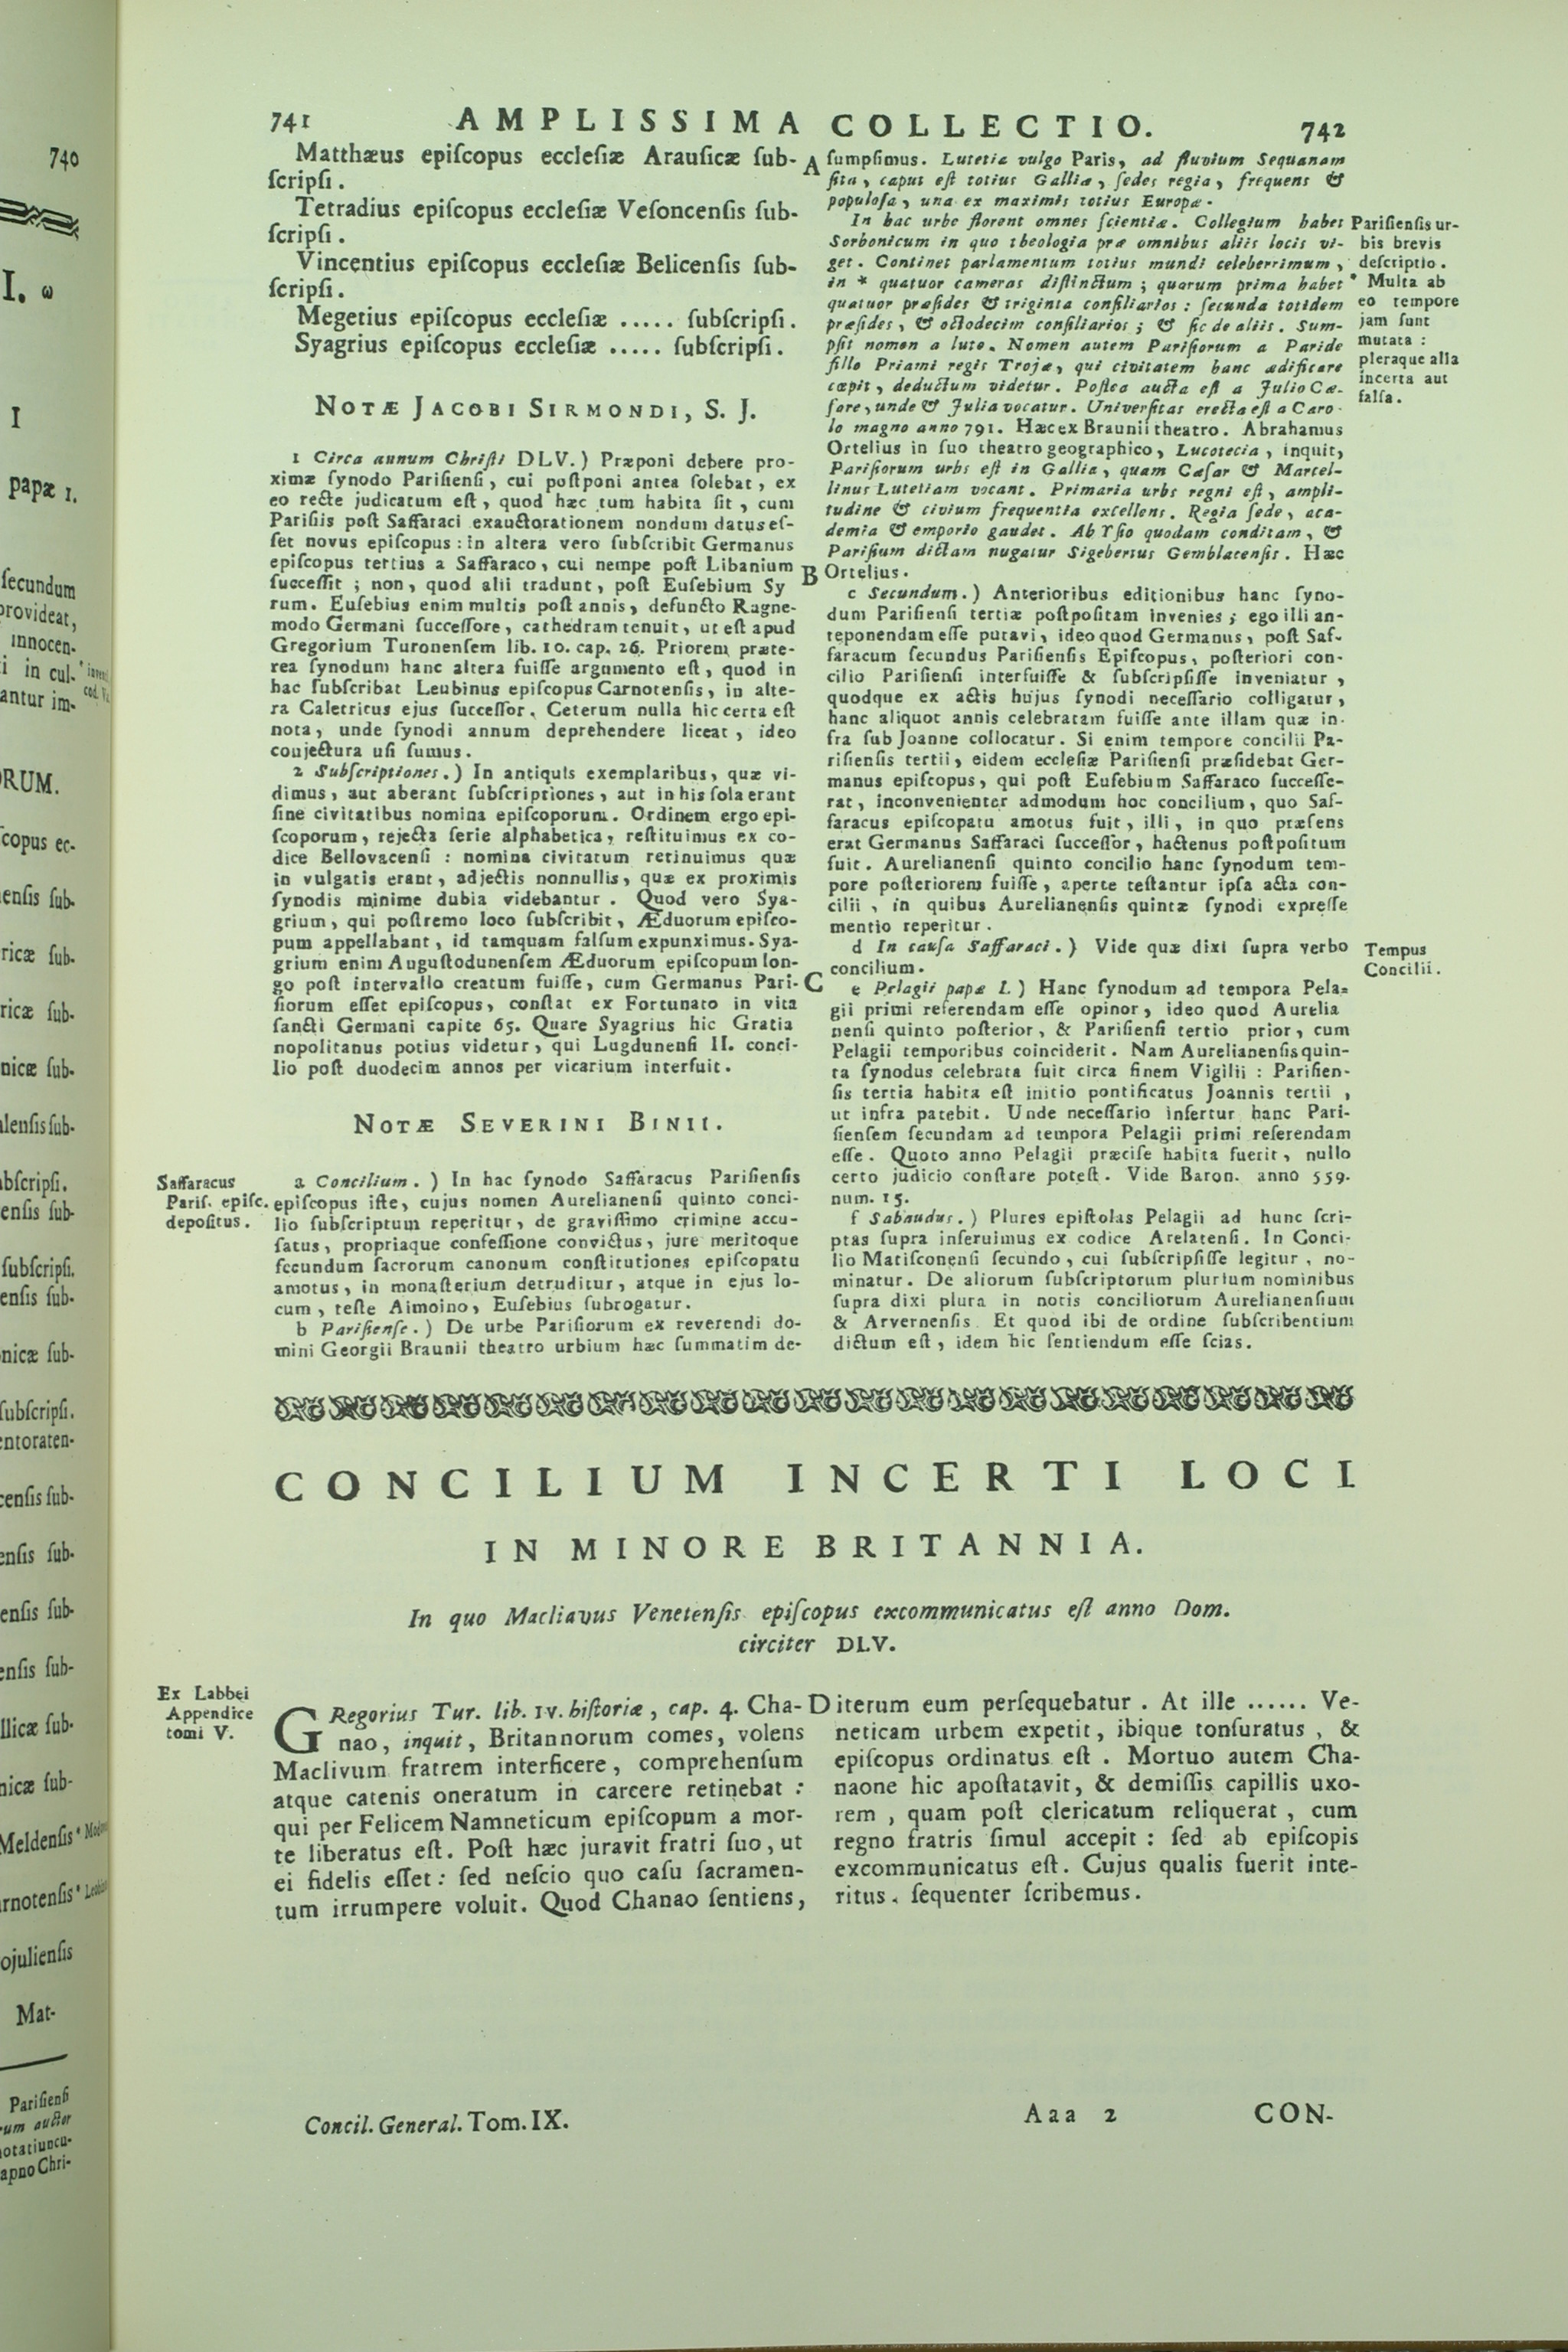 741 AMPLISSIMA COLLECTIO. 742
Matthæus epiſcopus eccleſiæ Arauſicæ ſub-
ſcripſi.
Tetradius epiſcopus eccleſiæ Veſoncenſis ſub-
ſcripſi.
Vincentius epiſcopus eccleſiæ Belicenſis ſub-
ſcripſi.
Megetius epiſcopus eccleſiæ ..... ſubſcripſi.
Syagrius epiſcopus eccleſiæ ..... ſubſcripſi.
NOTÆ JACOBI SIRMONDI, S. J.
1 Circa annum Chriſti DLV.) Præponi debere pro-
ximæ ſynodo Pariſienſi, cui poſtponi antea ſolebat, ex
eo recte judicatum eſt, quod hæc tum habita ſit, cum
Pariſiis poſt Saffaraci exauctorationem nondum datus eſ-
ſet novus epiſcopus: in altera vero ſubſcribit Germanus
epiſcopus tertius a Saffaraco, cui nempe poſt Libanium
ſucceſſit; non, quod alii tradunt, poſt Euſebium Sy
rum. Euſebius enim multis poſt annis, defuncto Ragne-
modo Germani ſucceſſore, cathedram tenuit, ut eſt apud
Gregorium Turonenſem lib. 10. cap. 26. Priorem præte-
rea ſynodum hanc altera fuiſſe argumento eſt, quod in
hac ſubſcribat Leubinus epiſcopus Carnotenſis, in alte-
ra Caletricus ejus ſucceſſor. Ceterum nulla hic certa eſt
nota, unde ſynodi annum deprehendere liceat, ideo
conjectura uſi ſumus.
2 Subſcriptiones.) In antiquis exemplaribus, quæ vi-
dimus, aut aberant ſubſcriptiones, aut in his ſola erant
ſine civitatibus nomina epiſcoporum. Ordinem ergo epi-
ſcoporum, rejecta ſerie alphabetica, reſtituimus ex co-
dice Bellovacenſi: nomina civitatum retinuimus quæ
in vulgatis erant, adjectis nonnullis, quæ ex proximis
ſynodis minime dubia videbantur. Quod vero Sya-
grium, qui poſtremo loco ſubſcribit, Æduorum epiſco-
pum appellabant, id tamquam falſum expunximus. Sya-
grium enim Auguſtodunenſem Æduorum epiſcopum lon-
go poſt intervallo creatum fuiſſe, cum Germanus Pari-
ſiorum eſſet epiſcopus, conſtat ex Fortunato in vita
ſancti Germani capite 65. Quare Syagrius hic Gratia
nopolitanus potius videtur, qui Lugdunenſi II. conci-
lio poſt duodecim annos per vicarium interfuit.
NOTÆ SEVERINI BINII.
Saffaracus
Pariſ. epiſc.
depoſitus.
a Concilium.) In hac ſynodo Saffaracus Pariſienſis
epiſcopus iſte, cujus nomen Aurelianenſi quinto conci-
lio ſubſcriptum reperitur, de graviſſimo crimine accu-
ſatus, propriaque confeſſione convictus, jure meritoque
ſecundum ſacrorum canonum conſtitutiones epiſcopatu
amotus, in monaſterium detruditur, atque in ejus lo-
cum, teſte Aimoino, Euſebius ſubrogatur.
b Pariſienſe.) De urbe Pariſiorum ex reverendi do-
mini Georgii Braunii theatro urbium hæc ſummatim de-
A
B
C
ſumpſimus. Lutetia vulgo Paris, ad fluvium Sequanam
ſita, caput eſt totius Galliæ, ſedes regia, frequens &
populoſa, una ex maximis totius Europæ.
In hac urbe florent omnes ſcientiæ. Collegium habet
Sorbonicum in quo theologia præ omnibus aliis locis vi-
get. Continet parlamentum totius mundi celeberrimum,
in * quatuor cameras diſtinctum; quarum prima habet
quatuor præſides & triginta conſiliarios: ſecunda totidem
præſides, & octodecim conſiliarios; & ſic de aliis. Sum-
pſit nomen a luto. Nomen autem Pariſiorum a Paride
filio Priami regis Trojæ, qui civitatem hanc ædificare
cœpit, deductum videtur. Poſtea aucta eſt a Julio Cæ-
ſare, unde & Julia vocatur. Univerſitas erecta eſt a Caro-
lo magno anno 791. Hæc ex Braunii theatro. Abrahamus
Ortelius in ſuo theatro geographico, Lucotecia, inquit,
Pariſiorum urbs eſt in Gallia, quam Cæſar & Marcel-
linus Lutetiam vocant. Primaria urbs regni eſt, ampli-
tudine & civium frequentia excellens. Regia ſede, aca-
demia & emporio gaudet. Ab Yſio quodam conditam, &
Pariſium dictam nugatur Sigebertus Gemblacenſis. Hæc
Ortelius.
c Secundum.) Anterioribus editionibus hanc ſyno-
dum Pariſienſi tertiæ poſtpoſitam invenies; ego illi an-
teponendam eſſe putavi, ideo quod Germanus, poſt Saf-
faracum ſecundus Pariſienſis Epiſcopus, poſteriori con-
cilio Pariſienſi interfuiſſe & ſubſcripſiſſe inveniatur,
quodque ex actis hujus ſynodi neceſſario colligatur,
hanc aliquot annis celebratam fuiſſe ante illam quæ in-
fra ſub Joanne collocatur. Si enim tempore concilii Pa-
riſienſis tertii, eidem eccleſiæ Pariſienſi præſidebat Ger-
manus epiſcopus, qui poſt Euſebium Saffaraco ſucceſſe-
rat, inconvenienter admodum hoc concilium, quo Saf-
faracus epiſcopatu amotus fuit, illi, in quo præſens
erat Germanus Saffaraci ſucceſſor, hactenus poſtpoſitum
fuit. Aurelianenſi quinto concilio hanc ſynodum tem-
pore poſteriorem fuiſſe, aperte teſtantur ipſa acta con-
cilii, in quibus Aurelianenſis quintæ ſynodi expreſſe
mentio reperitur.
d In cauſa Saffaraci.) Vide quæ dixi ſupra verbo
concilium.
e Pelagii papæ I.) Hanc ſynodum ad tempora Pela-
gii primi referendam eſſe opinor, ideo quod Aurelia
nenſi quinto poſterior, & Pariſienſi tertio prior, cum
Pelagii temporibus coinciderit. Nam Aurelianenſis quin-
ta ſynodus celebrata fuit circa finem Vigilii: Pariſien-
ſis tertia habita eſt initio pontificatus Joannis tertii,
ut infra patebit. Unde neceſſario infertur hanc Pari-
ſienſem ſecundam ad tempora Pelagii primi referendam
eſſe. Quoto anno Pelagii præciſe habita fuerit, nullo
certo judicio conſtare poteſt. Vide Baron. anno 559.
num. 15.
f Sabaudus.) Plures epiſtolas Pelagii ad hunc ſcri-
ptas ſupra inſeruimus ex codice Arelatenſi. In Conci-
lio Matiſconenſi ſecundo, cui ſubſcripſiſſe legitur, no-
minatur. De aliorum ſubſcriptorum plurium nominibus
ſupra dixi plura in notis conciliorum Aurelianenſium
& Arvernenſis. Et quod ibi de ordine ſubſcribentium
dictum eſt, idem hic ſentiendum eſſe ſcias.
Pariſienſis ur-
bis brevis
deſcriptio.
* Multa ab
eo tempore
jam ſunt
mutata:
pleraque alia
incerta aut
falſa.
Tempus
Concilii.
CONCILIUM INCERTI LOCI
IN MINORE BRITANNIA.
In quo Macliavus Venetenſis epiſcopus excommunicatus eſt anno Dom.
circiter DLV.
Ex Labbei
Appendice
tomi V.
GRegorius Tur. lib. IV. hiſtoriæ, cap. 4. Cha-
nao, inquit, Britannorum comes, volens
Maclivum fratrem interficere, comprehenſum
atque catenis oneratum in carcere retinebat:
qui per Felicem Namneticum epiſcopum a mor-
te liberatus eſt. Poſt hæc juravit fratri ſuo, ut
ei fidelis eſſet: ſed neſcio quo caſu ſacramen-
tum irrumpere voluit. Quod Chanao ſentiens,
D
iterum eum perſequebatur. At ille ...... Ve-
neticam urbem expetit, ibique tonſuratus, &
epiſcopus ordinatus eſt. Mortuo autem Cha-
naone hic apoſtatavit, & demiſſis capillis uxo-
rem, quam poſt clericatum reliquerat, cum
regno fratris ſimul accepit: ſed ab epiſcopis
excommunicatus eſt. Cujus qualis fuerit inte-
ritus, ſequenter ſcribemus.
Concil. General. Tom. IX. Aaa 2 CON-